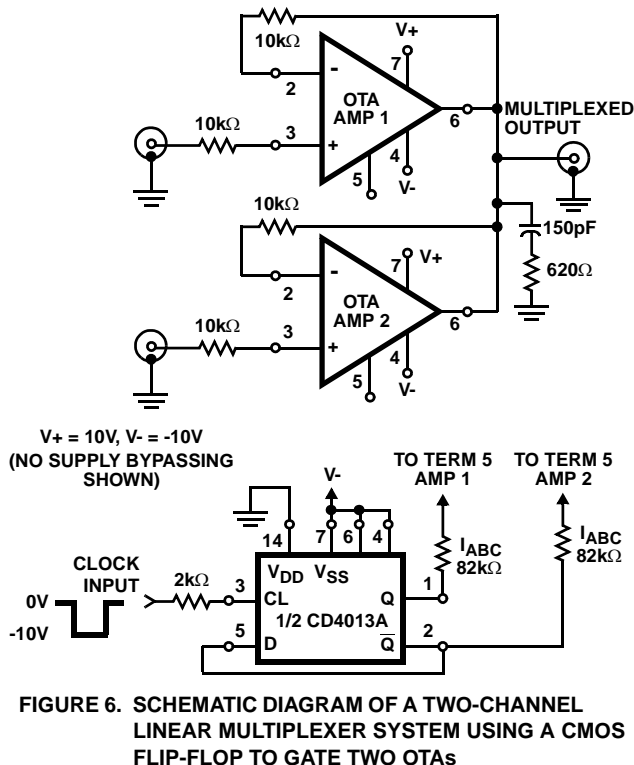 10kΩ
V+
7
-
2
OTA
AMP 1
6
MULTIPLEXED
OUTPUT
10kΩ
3
+
4
5
V-
10kΩ
150pF
7
V+
-
2
620Ω
OTA
AMP 2
6
10kΩ
3
+
4
5
V-
V+ = 10V, V- = -10V
(NO SUPPLY BYPASSING
SHOWN)
TO TERM 5
AMP 1
TO TERM 5
AMP 2
V-
14
7
6
4
IABC
82kΩ
IABC
82kΩ
CLOCK
INPUT
VDD
VSS
2kΩ
3
CL
Q
1
0V
-10V
1/2 CD4013A
5
D
Q̅
2
FIGURE 6. SCHEMATIC DIAGRAM OF A TWO-CHANNEL
LINEAR MULTIPLEXER SYSTEM USING A CMOS
FLIP-FLOP TO GATE TWO OTAs